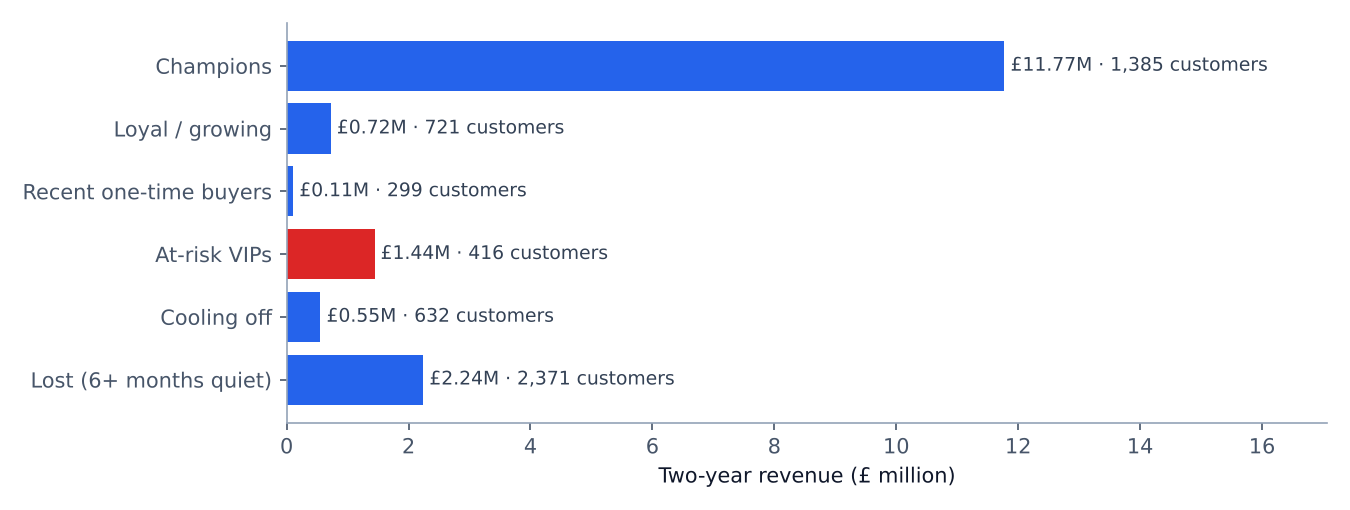 Champions
£11.77M · 1,385 customers
Loyal / growing
£0.72M · 721 customers
Recent one-time buyers
£0.11M · 299 customers
At-risk VIPs
£1.44M · 416 customers
Cooling off
£0.55M · 632 customers
Lost (6+ months quiet)
£2.24M · 2,371 customers
0 2 4 6 8 10 12 14 16
Two-year revenue (£ million)